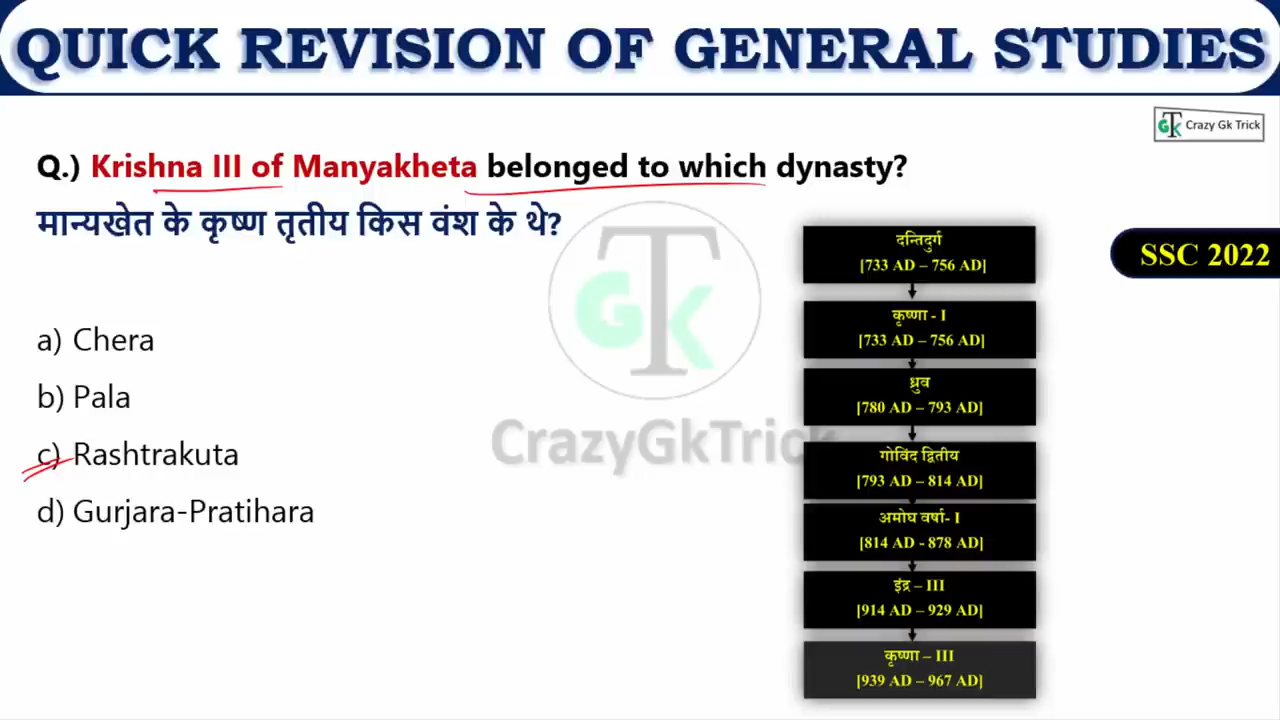 QUICK REVISION OF GENERAL STUDIES
GK T Crazy Gk Trick
Q.) Krishna III of Manyakheta belonged to which dynasty?
मान्यखेत के कृष्ण तृतीय किस वंश के थे?
SSC 2022
a) Chera
b) Pala
c) Rashtrakuta
d) Gurjara-Pratihara
दन्तिदुर्ग
[733 AD – 756 AD]
कृष्णा - I
[733 AD – 756 AD]
ध्रुव
[780 AD – 793 AD]
गोविंद द्वितीय
[793 AD – 814 AD]
अमोघ वर्षा- I
[814 AD - 878 AD]
इंद्र – III
[914 AD – 929 AD]
कृष्णा – III
[939 AD – 967 AD]
GTK
CrazyGkTrick